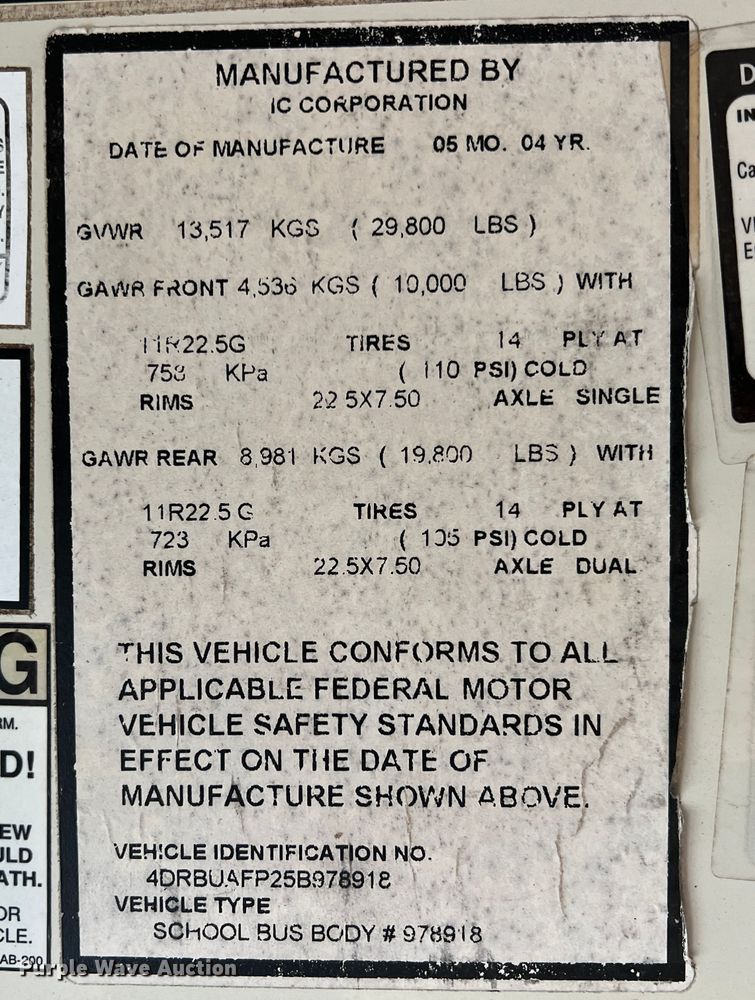 MANUFACTURED BY
IC CORPORATION
DATE OF MANUFACTURE 05 MO. 04 YR.
GVWR 13,517 KGS ( 29,800 LBS )
GAWR FRONT 4,536 KGS ( 10,000 LBS ) WITH
11R22.5G TIRES 14 PLY AT
758 KPa ( 110 PSI) COLD
RIMS 22.5X7.50 AXLE SINGLE
GAWR REAR 8,981 KGS ( 19,800 LBS ) WITH
11R22.5 G TIRES 14 PLY AT
723 KPa ( 105 PSI) COLD
RIMS 22.5X7.50 AXLE DUAL
THIS VEHICLE CONFORMS TO ALL
APPLICABLE FEDERAL MOTOR
VEHICLE SAFETY STANDARDS IN
EFFECT ON THE DATE OF
MANUFACTURE SHOWN ABOVE.
VEHICLE IDENTIFICATION NO.
4DRBUAFP25B978918
VEHICLE TYPE
SCHOOL BUS BODY # 978918
AB-200
Purple Wave Auction